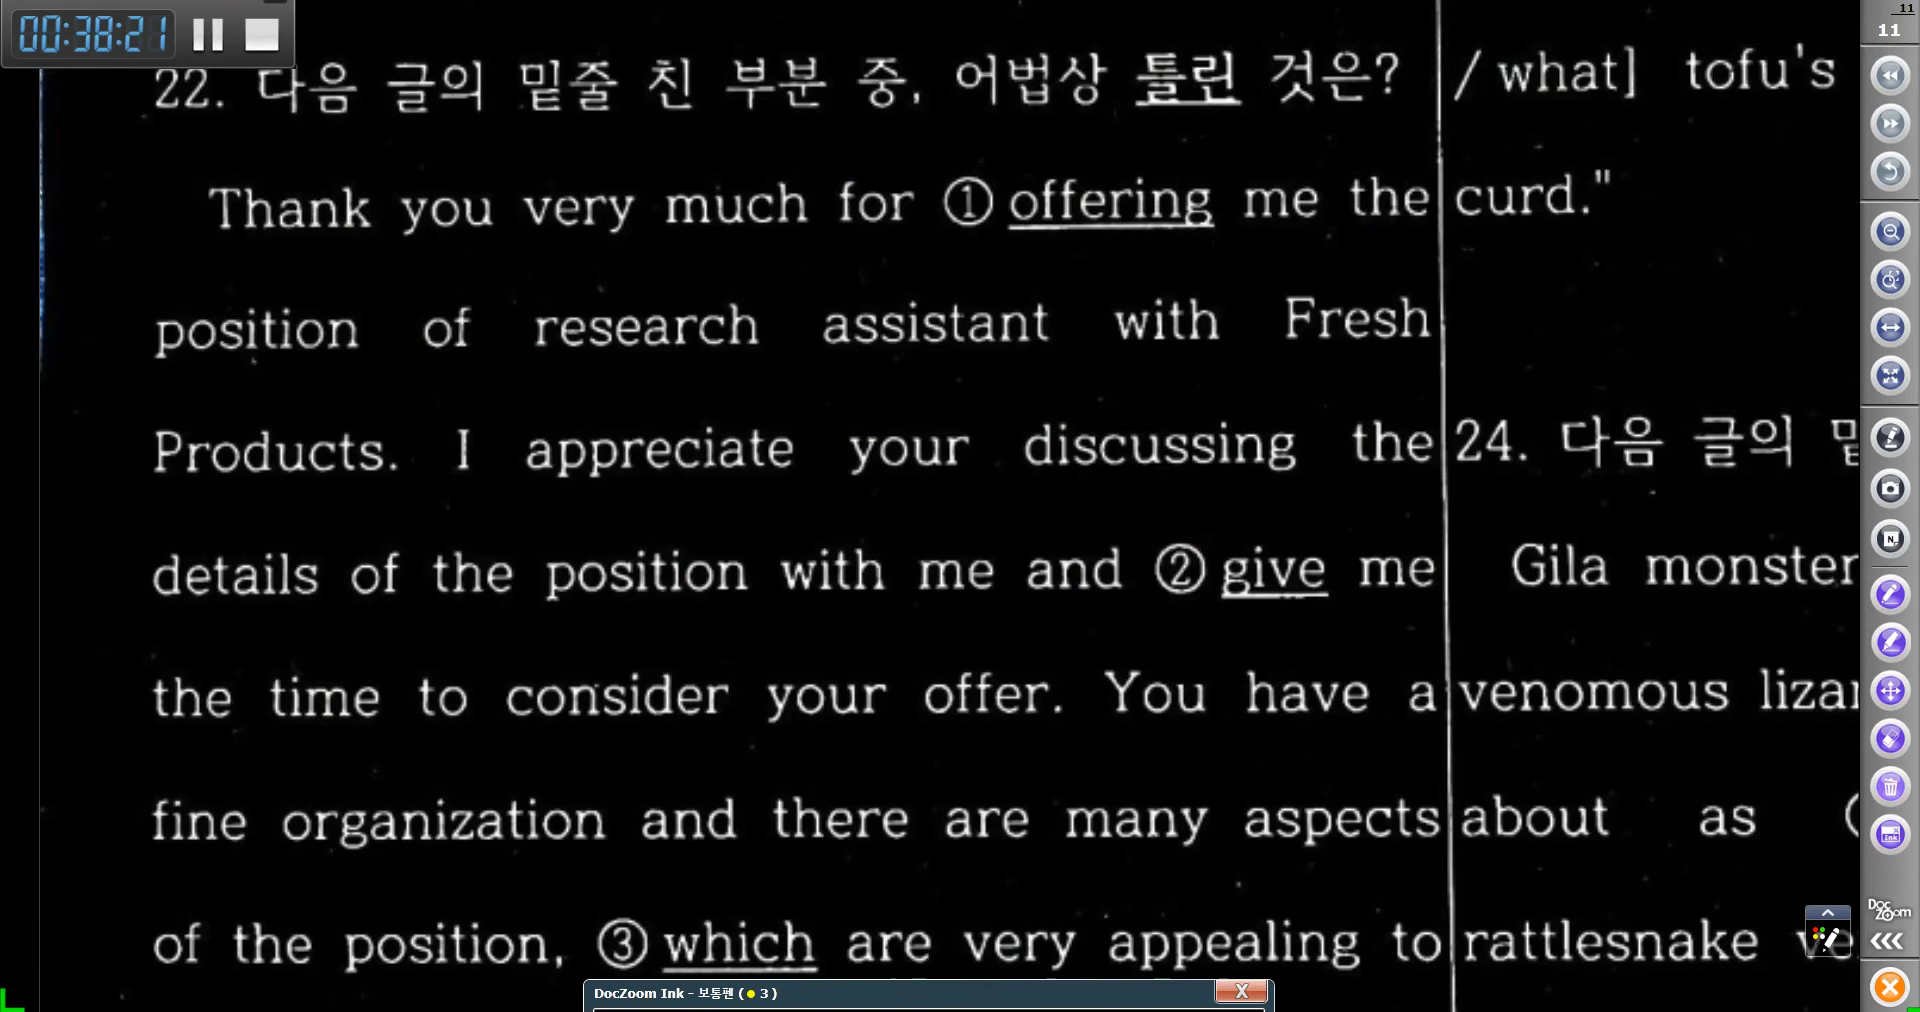 00:38:21
11
11
22. 다음 글의 밑줄 친 부분 중, 어법상 틀린 것은?
Thank you very much for ① offering me the
position of research assistant with Fresh
Products. I appreciate your discussing the
details of the position with me and ② give me
the time to consider your offer. You have a
fine organization and there are many aspects
of the position, ③ which are very appealing to
/ what] tofu's
curd."
24. 다음 글의
Gila monster
venomous
about as
rattlesnake
DocZoom
DocZoom Ink - 보통펜 (● 3 )